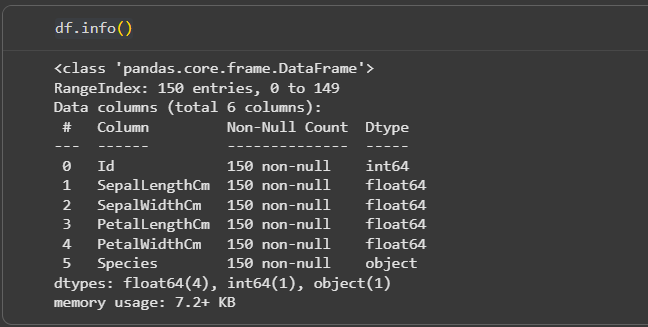 df.info()
<class 'pandas.core.frame.DataFrame'>
RangeIndex: 150 entries, 0 to 149
Data columns (total 6 columns):
 #   Column         Non-Null Count  Dtype
---  ------         --------------  -----
 0   Id             150 non-null    int64
 1   SepalLengthCm  150 non-null    float64
 2   SepalWidthCm   150 non-null    float64
 3   PetalLengthCm  150 non-null    float64
 4   PetalWidthCm   150 non-null    float64
 5   Species        150 non-null    object
dtypes: float64(4), int64(1), object(1)
memory usage: 7.2+ KB